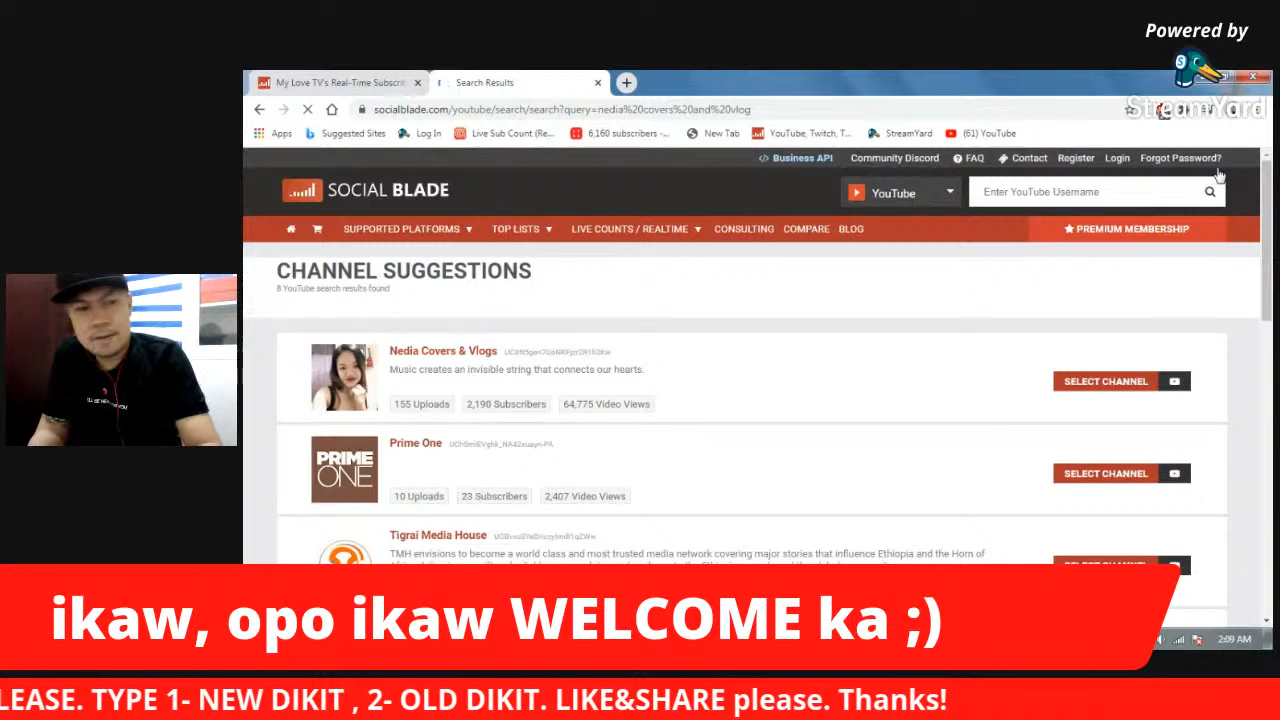 Powered by
StreamYard
My Love TV's Real-Time Subscri
Search Results
socialblade.com/youtube/search/search?query=nedia%20covers%20and%20vlog
Apps
Suggested Sites
Log In
Live Sub Count (Re...
6,160 subscribers -...
New Tab
YouTube, Twitch, T...
StreamYard
(61) YouTube
Business API
Community Discord
FAQ
Contact
Register
Login
Forgot Password?
SOCIAL BLADE
YouTube
Enter YouTube Username
SUPPORTED PLATFORMS
TOP LISTS
LIVE COUNTS / REALTIME
CONSULTING
COMPARE
BLOG
PREMIUM MEMBERSHIP
CHANNEL SUGGESTIONS
8 YouTube search results found
Nedia Covers & Vlogs
Music creates an invisible string that connects our hearts.
155 Uploads
2,190 Subscribers
64,775 Video Views
SELECT CHANNEL
PRIME ONE
Prime One
10 Uploads
23 Subscribers
2,407 Video Views
SELECT CHANNEL
Tigrai Media House
TMH envisions to become a world class and most trusted media network covering major stories that influence Ethiopia and the Horn of
ikaw, opo ikaw WELCOME ka ;)
2:09 AM
LEASE. TYPE 1- NEW DIKIT , 2- OLD DIKIT. LIKE&SHARE please. Thanks!